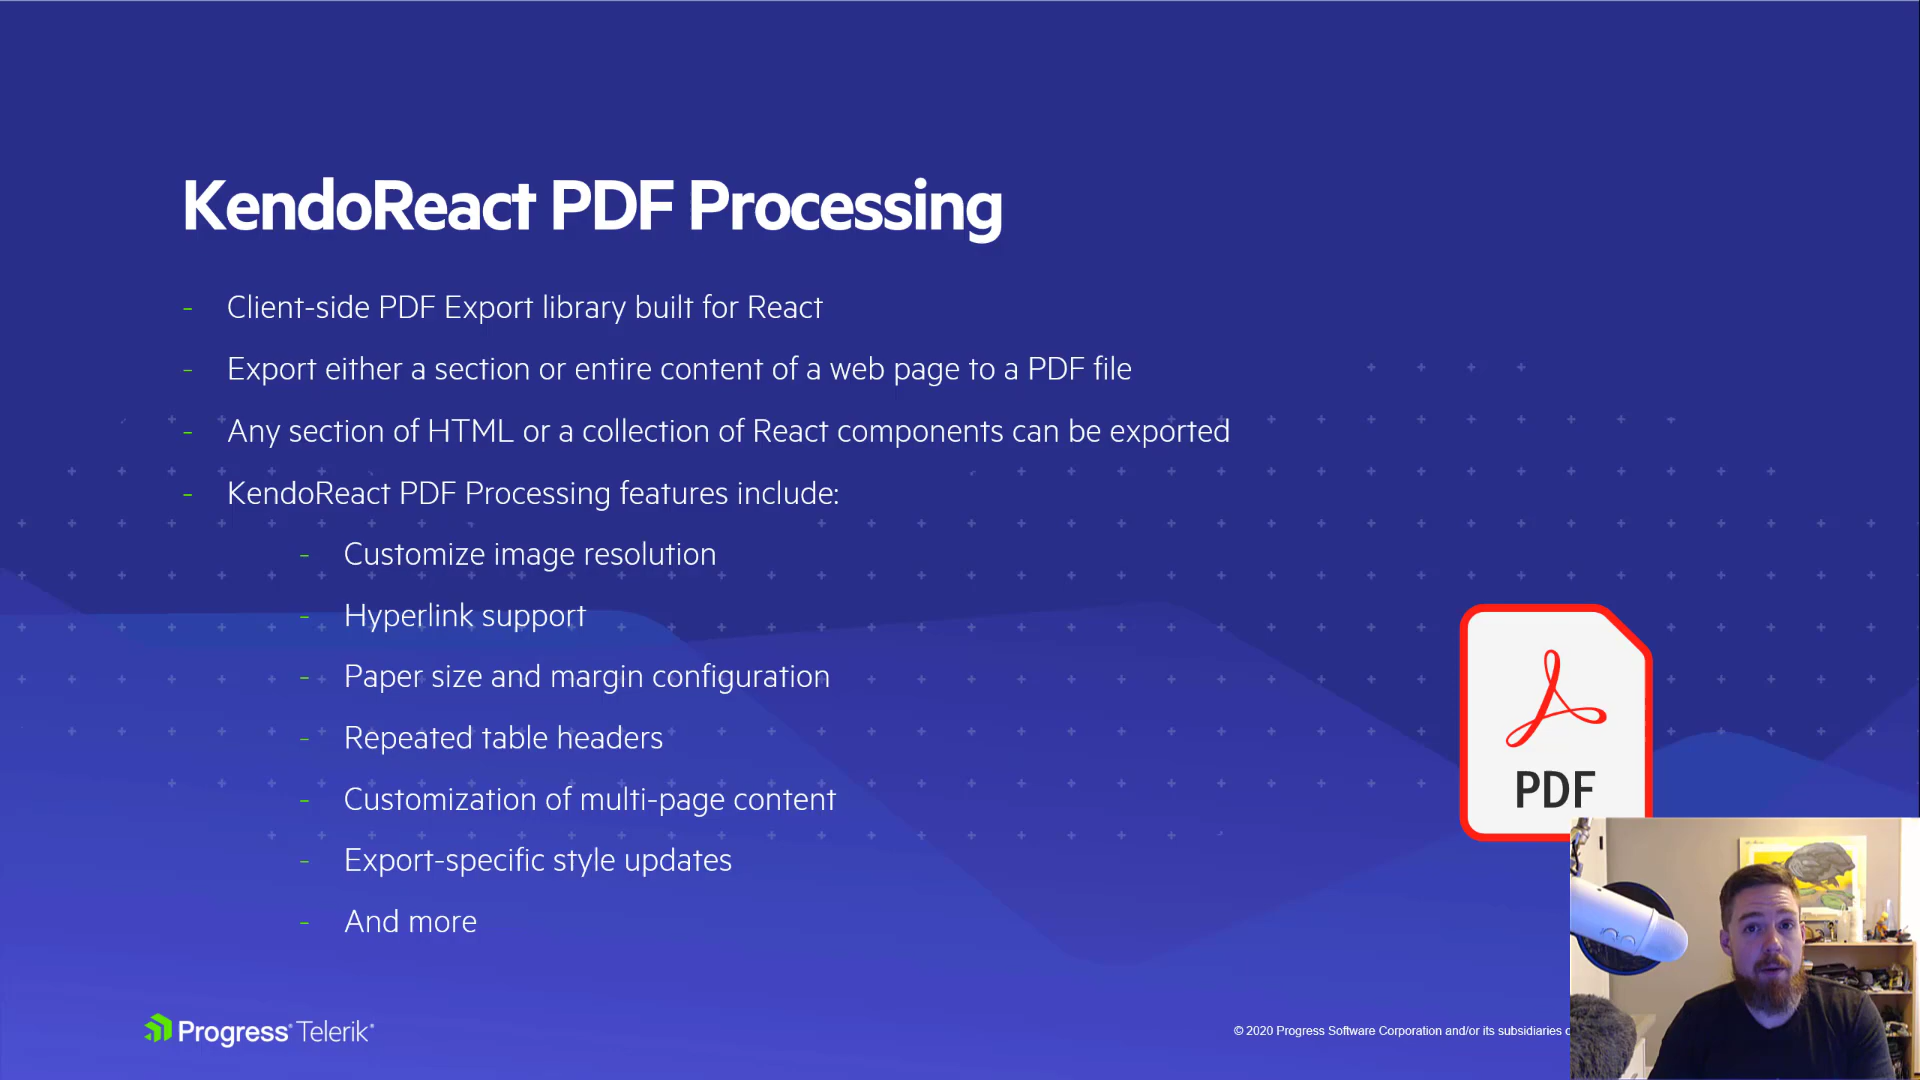 KendoReact PDF Processing
- Client-side PDF Export library built for React
- Export either a section or entire content of a web page to a PDF file
- Any section of HTML or a collection of React components can be exported
- KendoReact PDF Processing features include:
- Customize image resolution
- Hyperlink support
- Paper size and margin configuration
- Repeated table headers
- Customization of multi-page content
- Export-specific style updates
- And more
PDF
Progress® Telerik®
© 2020 Progress Software Corporation and/or its subsidiaries